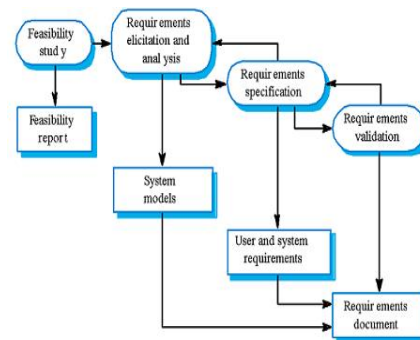 Feasibility
stud y
Requir ements
elicitation and
anal ysis
Requir ements
specification
Requir ements
validation
Feasibility
repor t
System
models
User and system
requirements
Requir ements
document